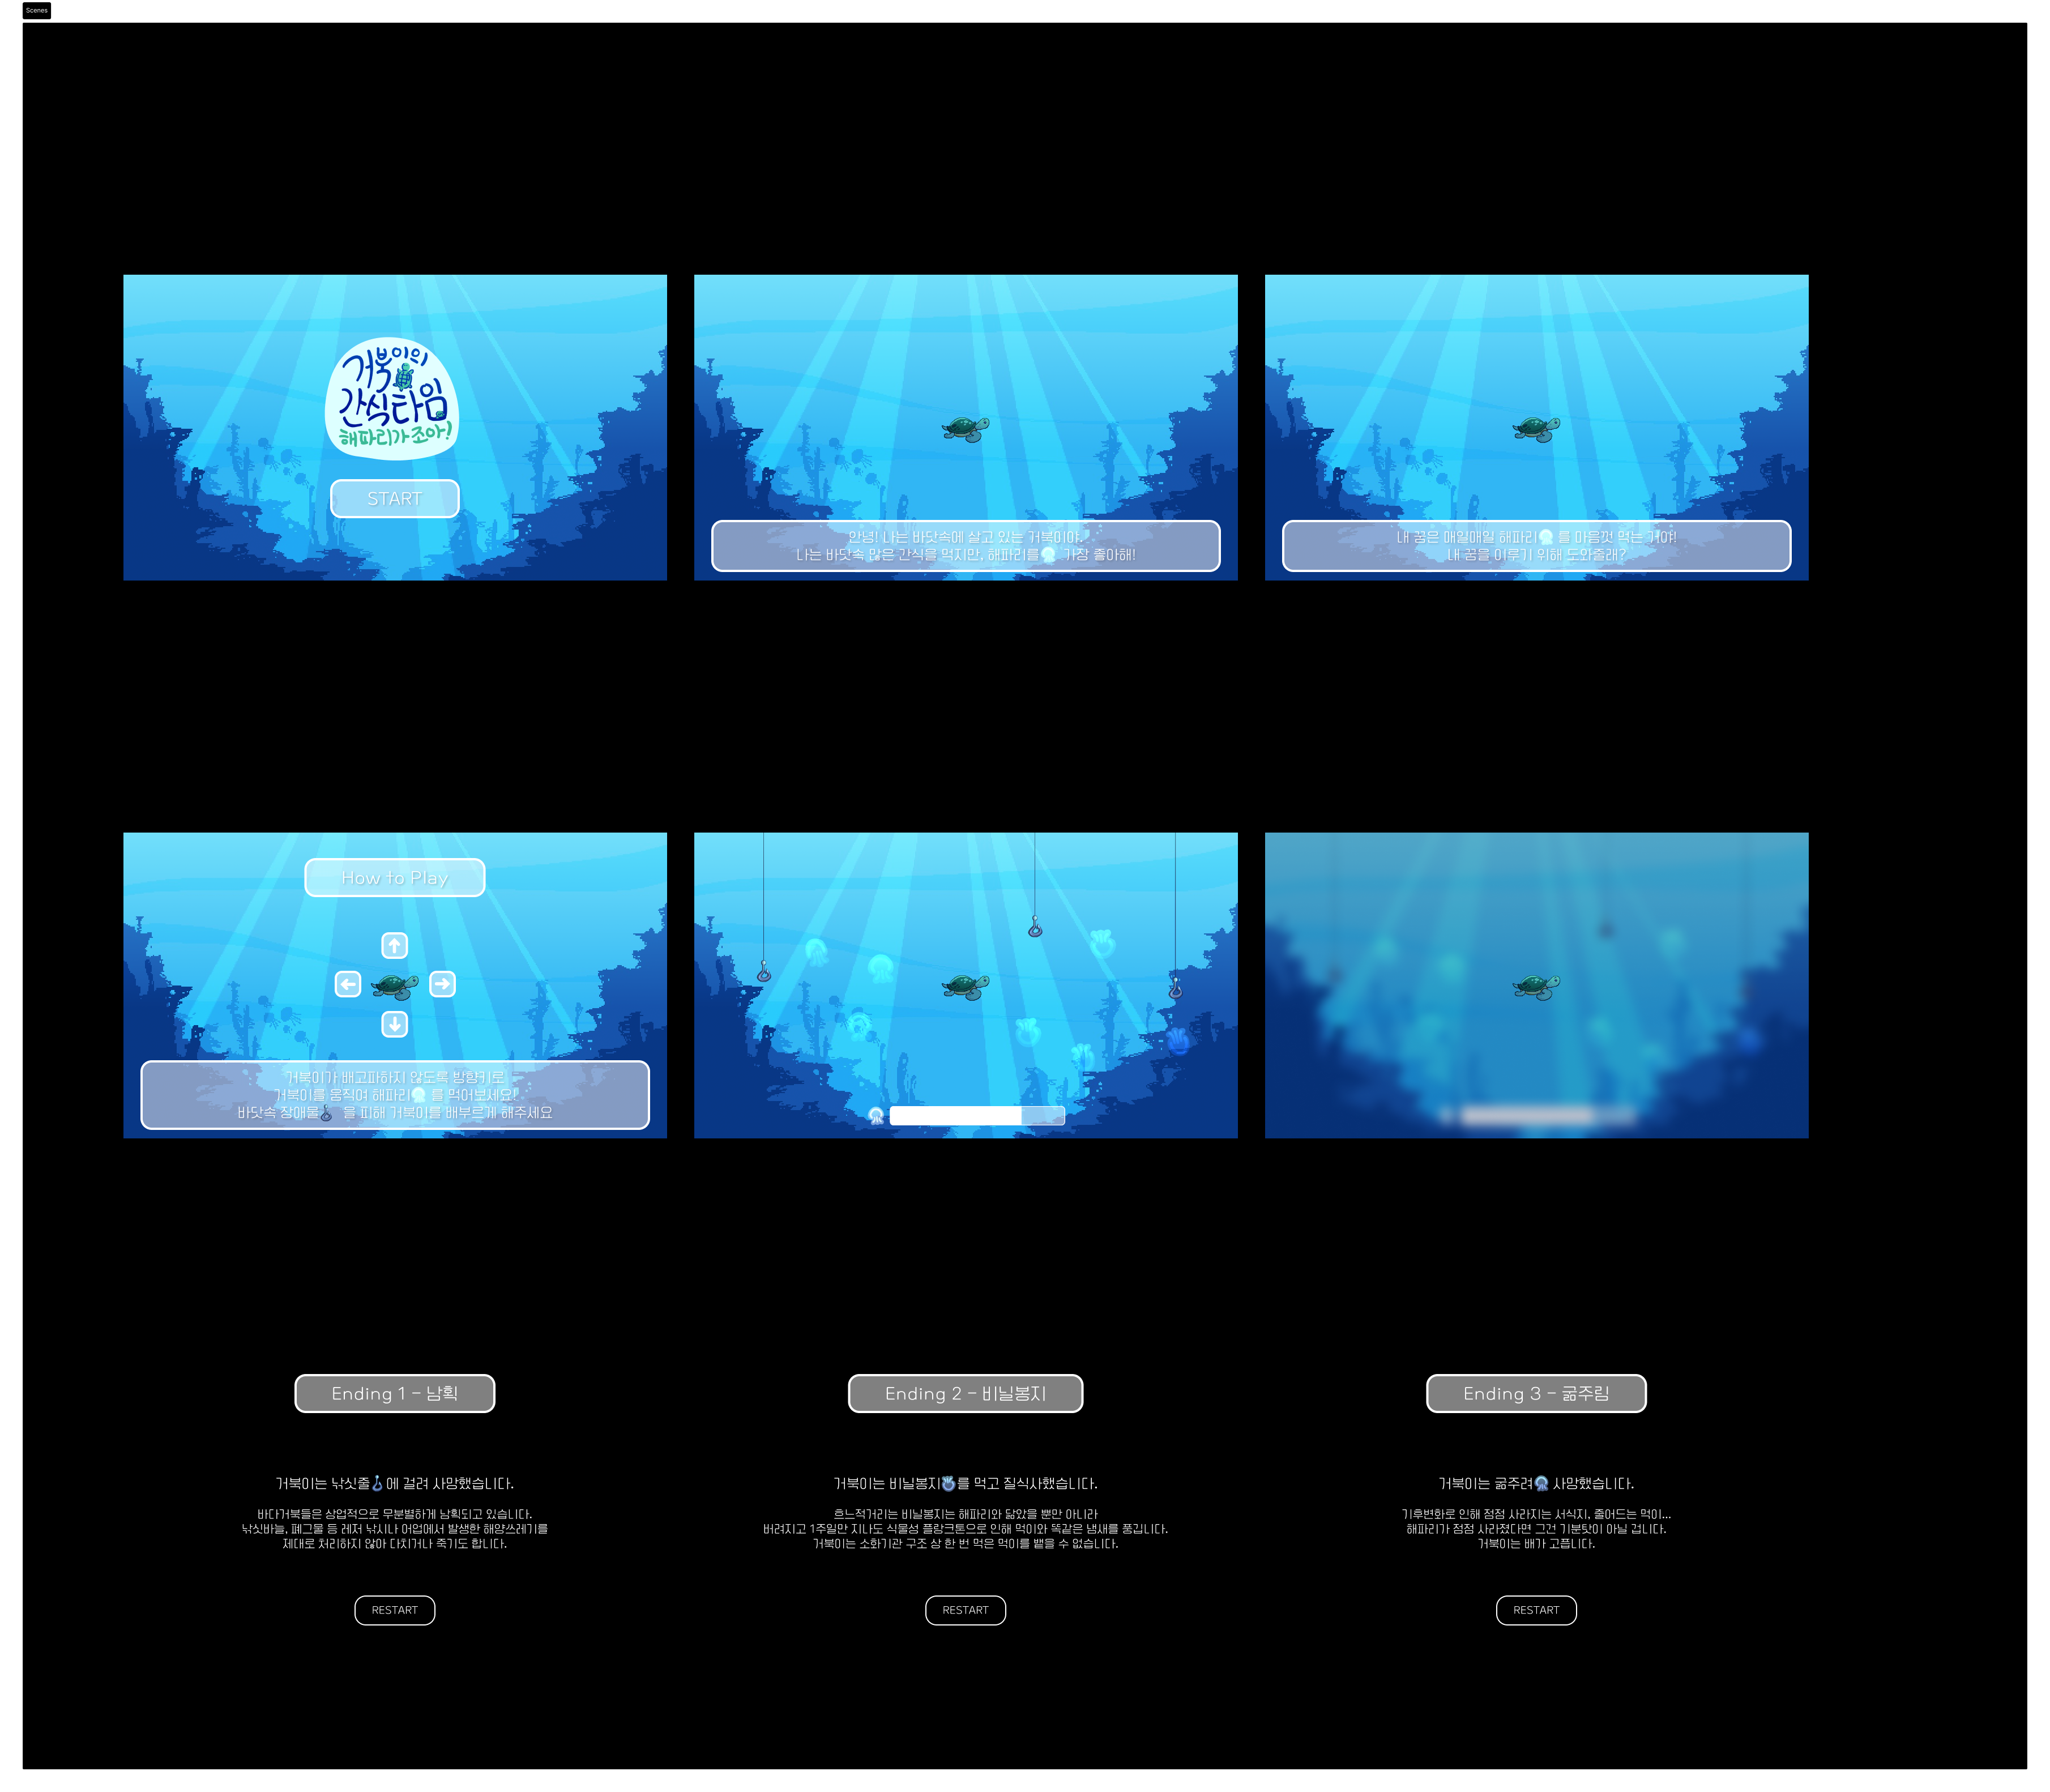 Scenes
거북이의
간식타임
해파리가 조아!
START
안녕! 나는 바닷속에 살고 있는 거북이야.
나는 바닷속 많은 간식을 먹지만, 해파리를 가장 좋아해!
내 꿈은 매일매일 해파리를 마음껏 먹는 거야!
내 꿈을 이루기 위해 도와줄래?
How to Play
거북이가 배고파하지 않도록 방향키로
거북이를 움직여 해파리를 먹어보세요!
바닷속 장애물을 피해 거북이를 배부르게 해주세요
Ending 1 - 남획
거북이는 낚싯줄에 걸려 사망했습니다.
바다거북들은 상업적으로 무분별하게 남획되고 있습니다.
낚싯바늘, 폐그물 등 레저 낚시나 어업에서 발생한 해양쓰레기를
제대로 처리하지 않아 다치거나 죽기도 합니다.
RESTART
Ending 2 - 비닐봉지
거북이는 비닐봉지를 먹고 질식사했습니다.
흐느적거리는 비닐봉지는 해파리와 닮았을 뿐만 아니라
버려지고 1주일만 지나도 식물성 플랑크톤으로 인해 먹이와 똑같은 냄새를 풍깁니다.
거북이는 소화기관 구조 상 한 번 먹은 먹이를 뱉을 수 없습니다.
RESTART
Ending 3 - 굶주림
거북이는 굶주려 사망했습니다.
기후변화로 인해 점점 사라지는 서식지, 줄어드는 먹이...
해파리가 점점 사라졌다면 그건 기분탓이 아닐 겁니다.
거북이는 배가 고픕니다.
RESTART